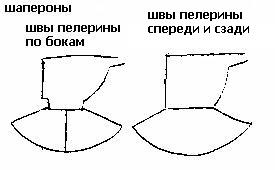 шапероны
швы пелерины
по бокам
швы пелерины
спереди и сзади